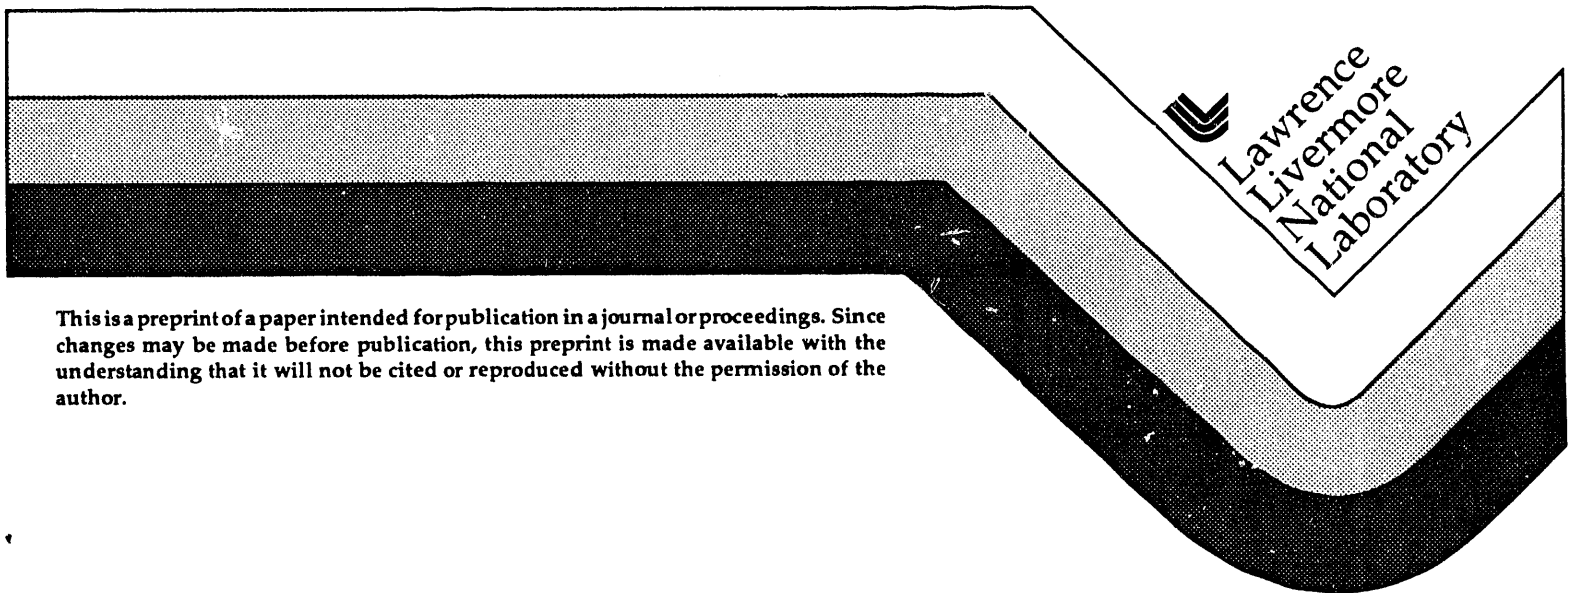 Lawrence
Livermore
National
Laboratory
This is a preprint of a paper intended for publication in a journal or proceedings. Since
changes may be made before publication, this preprint is made available with the
understanding that it will not be cited or reproduced without the permission of the
author.